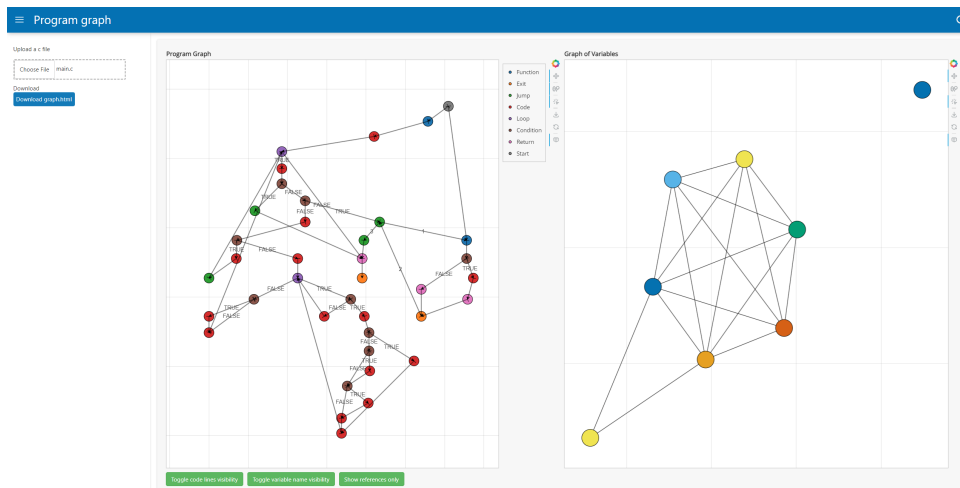 Program graph
Upload a c file
Choose File main.c
Download
Download graph.html
Program Graph
Graph of Variables
Function
Exit
Jump
Code
Loop
Condition
Return
Start
TRUE
FALSE
TRUE
FALSE
TRUE
3
1
TRUE
FALSE
2
TRUE
FALSE
FALSE
TRUE
TRUE
FALSE
FALSE
TRUE
FALSE
TRUE
TRUE
FALSE
TRUE
FALSE
Toggle code lines visibility
Toggle variable name visibility
Show references only